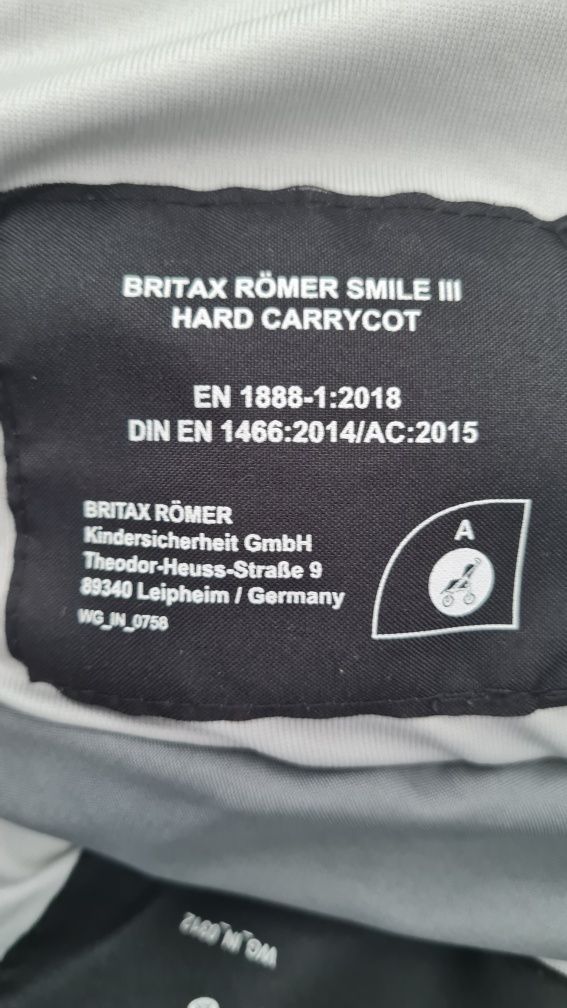 BRITAX RÖMER SMILE III
HARD CARRYCOT
EN 1888-1:2018
DIN EN 1466:2014/AC:2015
BRITAX RÖMER
Kindersicherheit GmbH
Theodor-Heuss-Straße 9
89340 Leipheim / Germany
WG_IN_0758
A
WG_IN_0312